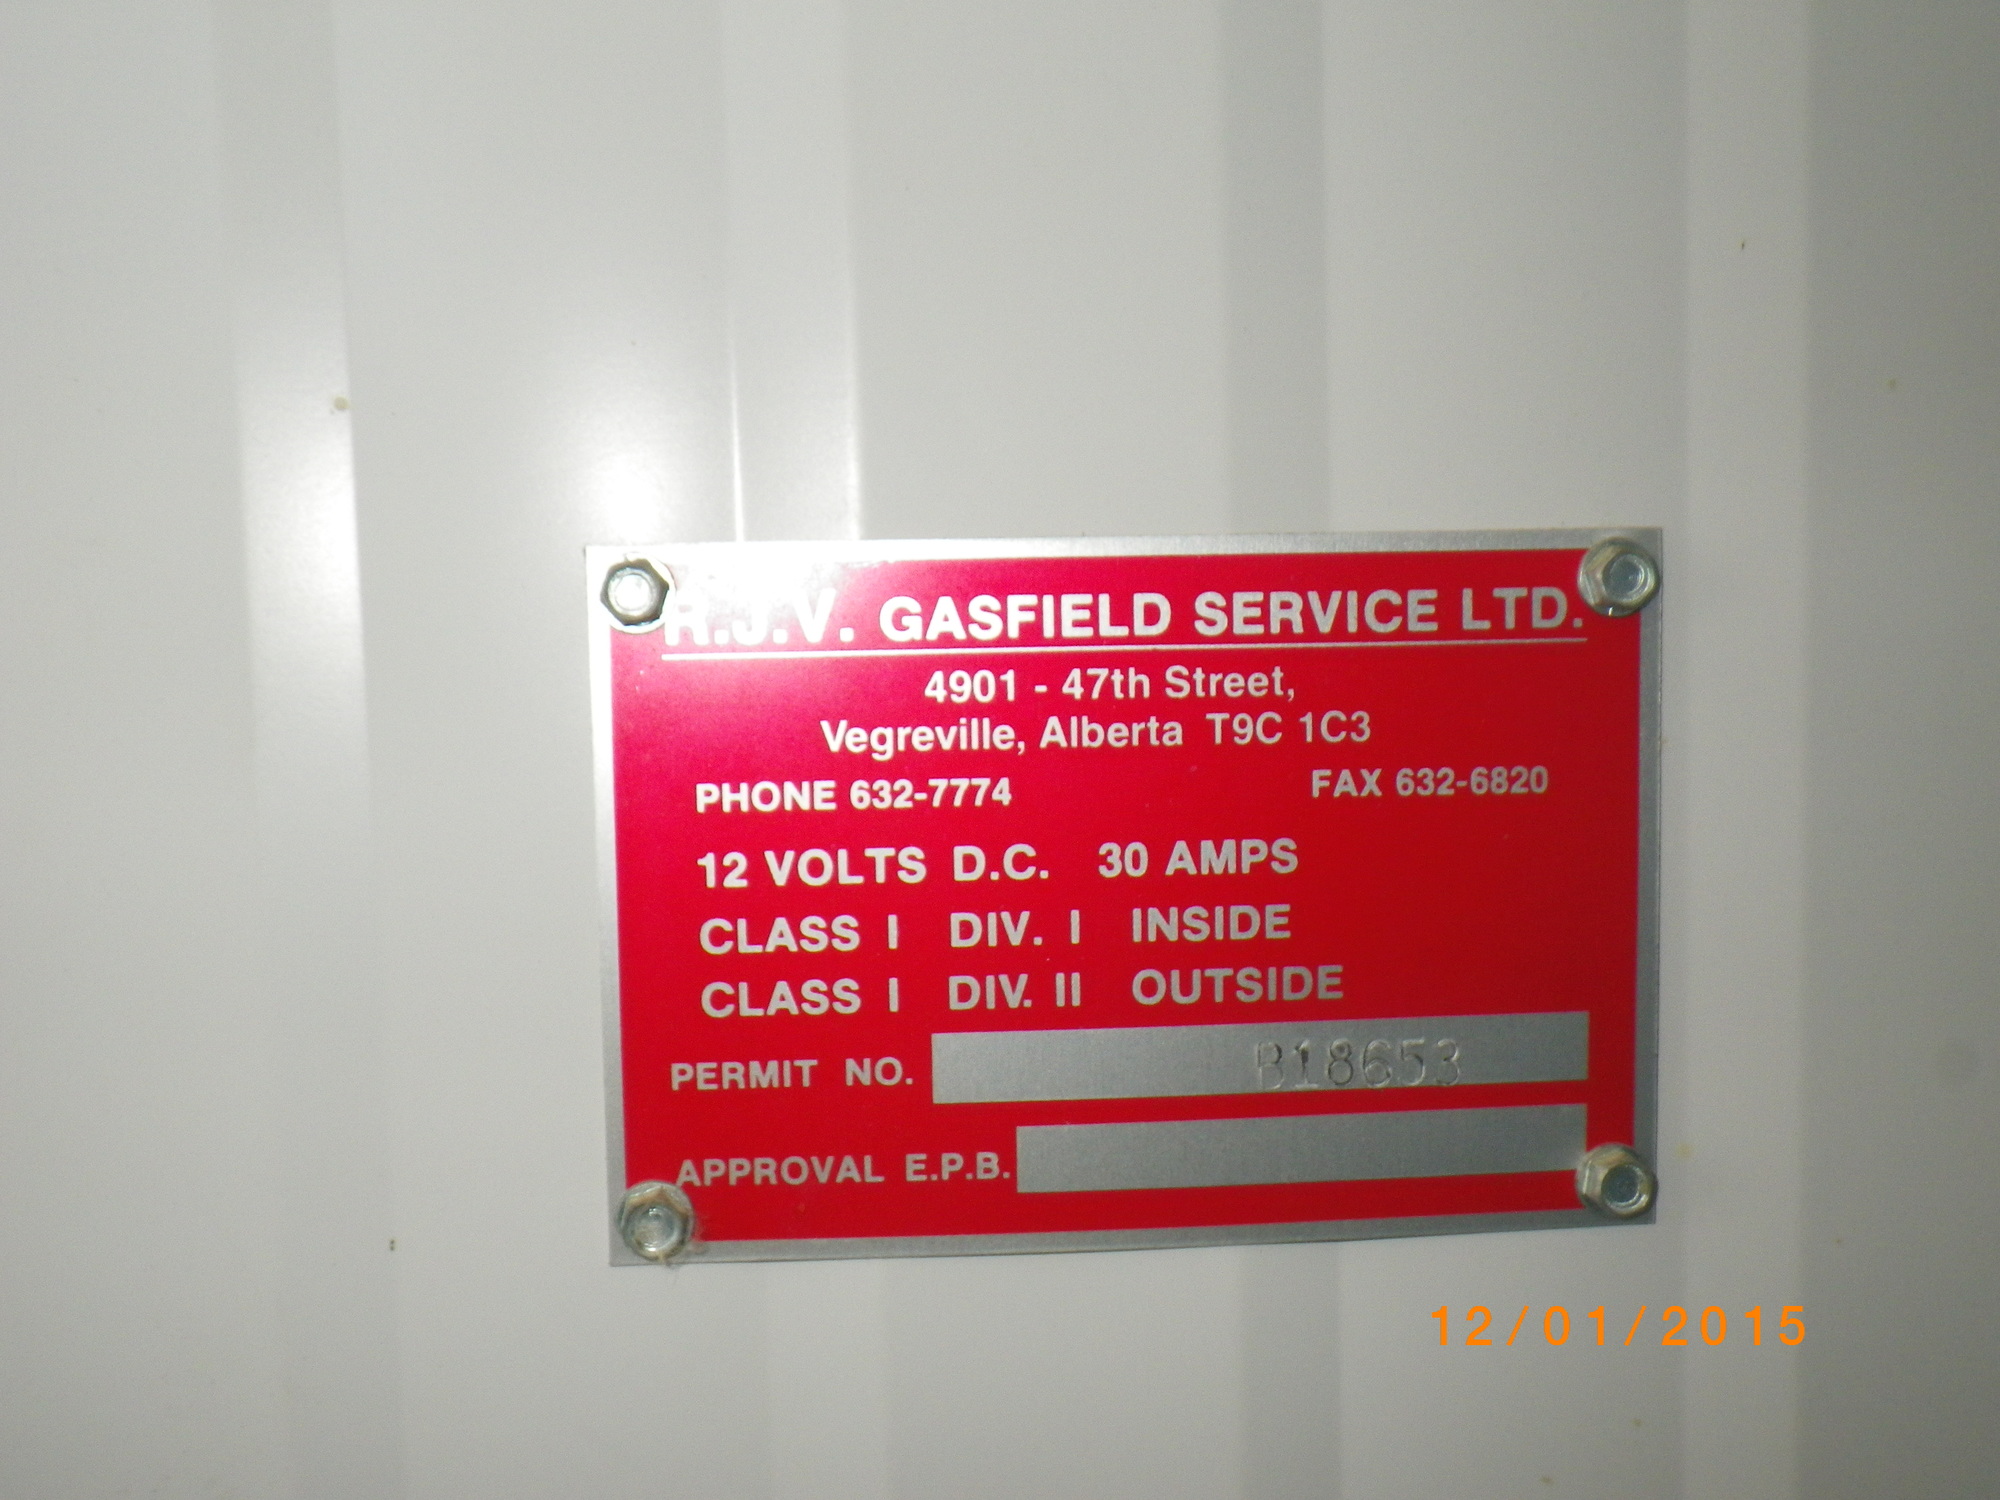 R.J.V. GASFIELD SERVICE LTD.
4901 - 47th Street,
Vegreville, Alberta T9C 1C3
PHONE 632-7774 FAX 632-6820
12 VOLTS D.C. 30 AMPS
CLASS I DIV. I INSIDE
CLASS I DIV. II OUTSIDE
PERMIT NO. B18653
APPROVAL E.P.B.
12/01/2015